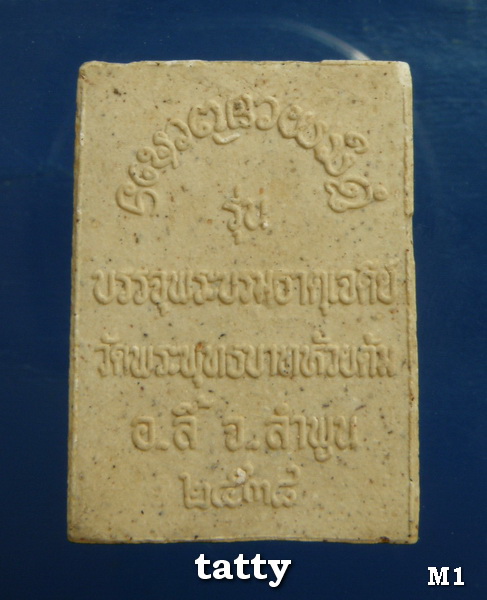 รุ่น
บรรจุพระบรมธาตุเจดีย์
วัดพระพุทธบาทห้วยต้ม
อ.ลี้ จ.ลำพูน
๒๕๓๘
tatty
M1